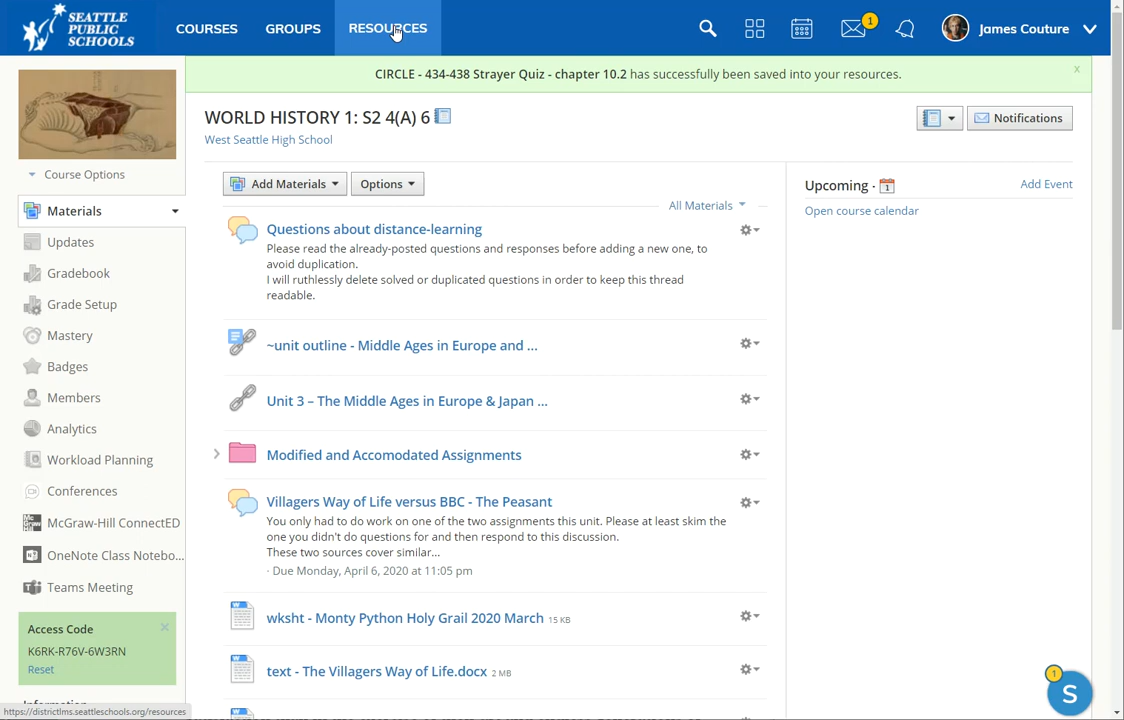 SEATTLE
PUBLIC
SCHOOLS
COURSES
GROUPS
RESOURCES
1
James Couture
CIRCLE - 434-438 Strayer Quiz - chapter 10.2 has successfully been saved into your resources.
x
WORLD HISTORY 1: S2 4(A) 6
West Seattle High School
Notifications
Course Options
Materials
Updates
Gradebook
Grade Setup
Mastery
Badges
Members
Analytics
Workload Planning
Conferences
McGraw-Hill ConnectED
OneNote Class Notebo...
Teams Meeting
Access Code
K6RK-R76V-6W3RN
Reset
https://districtlms.seattleschools.org/resources
Add Materials
Options
All Materials
Questions about distance-learning
Please read the already-posted questions and responses before adding a new one, to
avoid duplication.
I will ruthlessly delete solved or duplicated questions in order to keep this thread
readable.
~unit outline - Middle Ages in Europe and ...
Unit 3 – The Middle Ages in Europe & Japan ...
Modified and Accomodated Assignments
Villagers Way of Life versus BBC - The Peasant
You only had to do work on one of the two assignments this unit. Please at least skim the
one you didn't do questions for and then respond to this discussion.
These two sources cover similar...
· Due Monday, April 6, 2020 at 11:05 pm
wksht - Monty Python Holy Grail 2020 March 15 KB
text - The Villagers Way of Life.docx 2 MB
Upcoming · 1
Add Event
Open course calendar
1
S